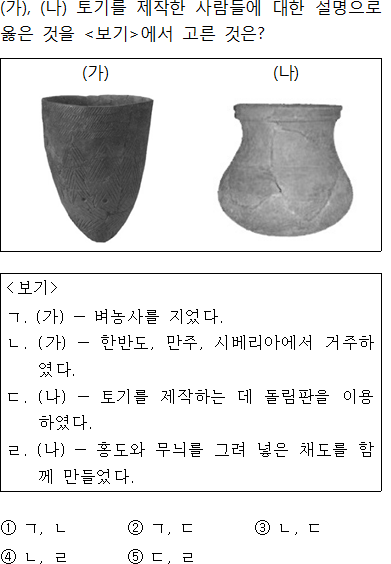 (가), (나) 토기를 제작한 사람들에 대한 설명으로
옳은 것을 <보기>에서 고른 것은?
(가) (나)
<보기>
ㄱ. (가) - 벼농사를 지었다.
ㄴ. (가) - 한반도, 만주, 시베리아에서 거주하
였다.
ㄷ. (나) - 토기를 제작하는 데 돌림판을 이용
하였다.
ㄹ. (나) - 홍도와 무늬를 그려 넣은 채도를 함
께 만들었다.
① ㄱ, ㄴ ② ㄱ, ㄷ ③ ㄴ, ㄷ
④ ㄴ, ㄹ ⑤ ㄷ, ㄹ